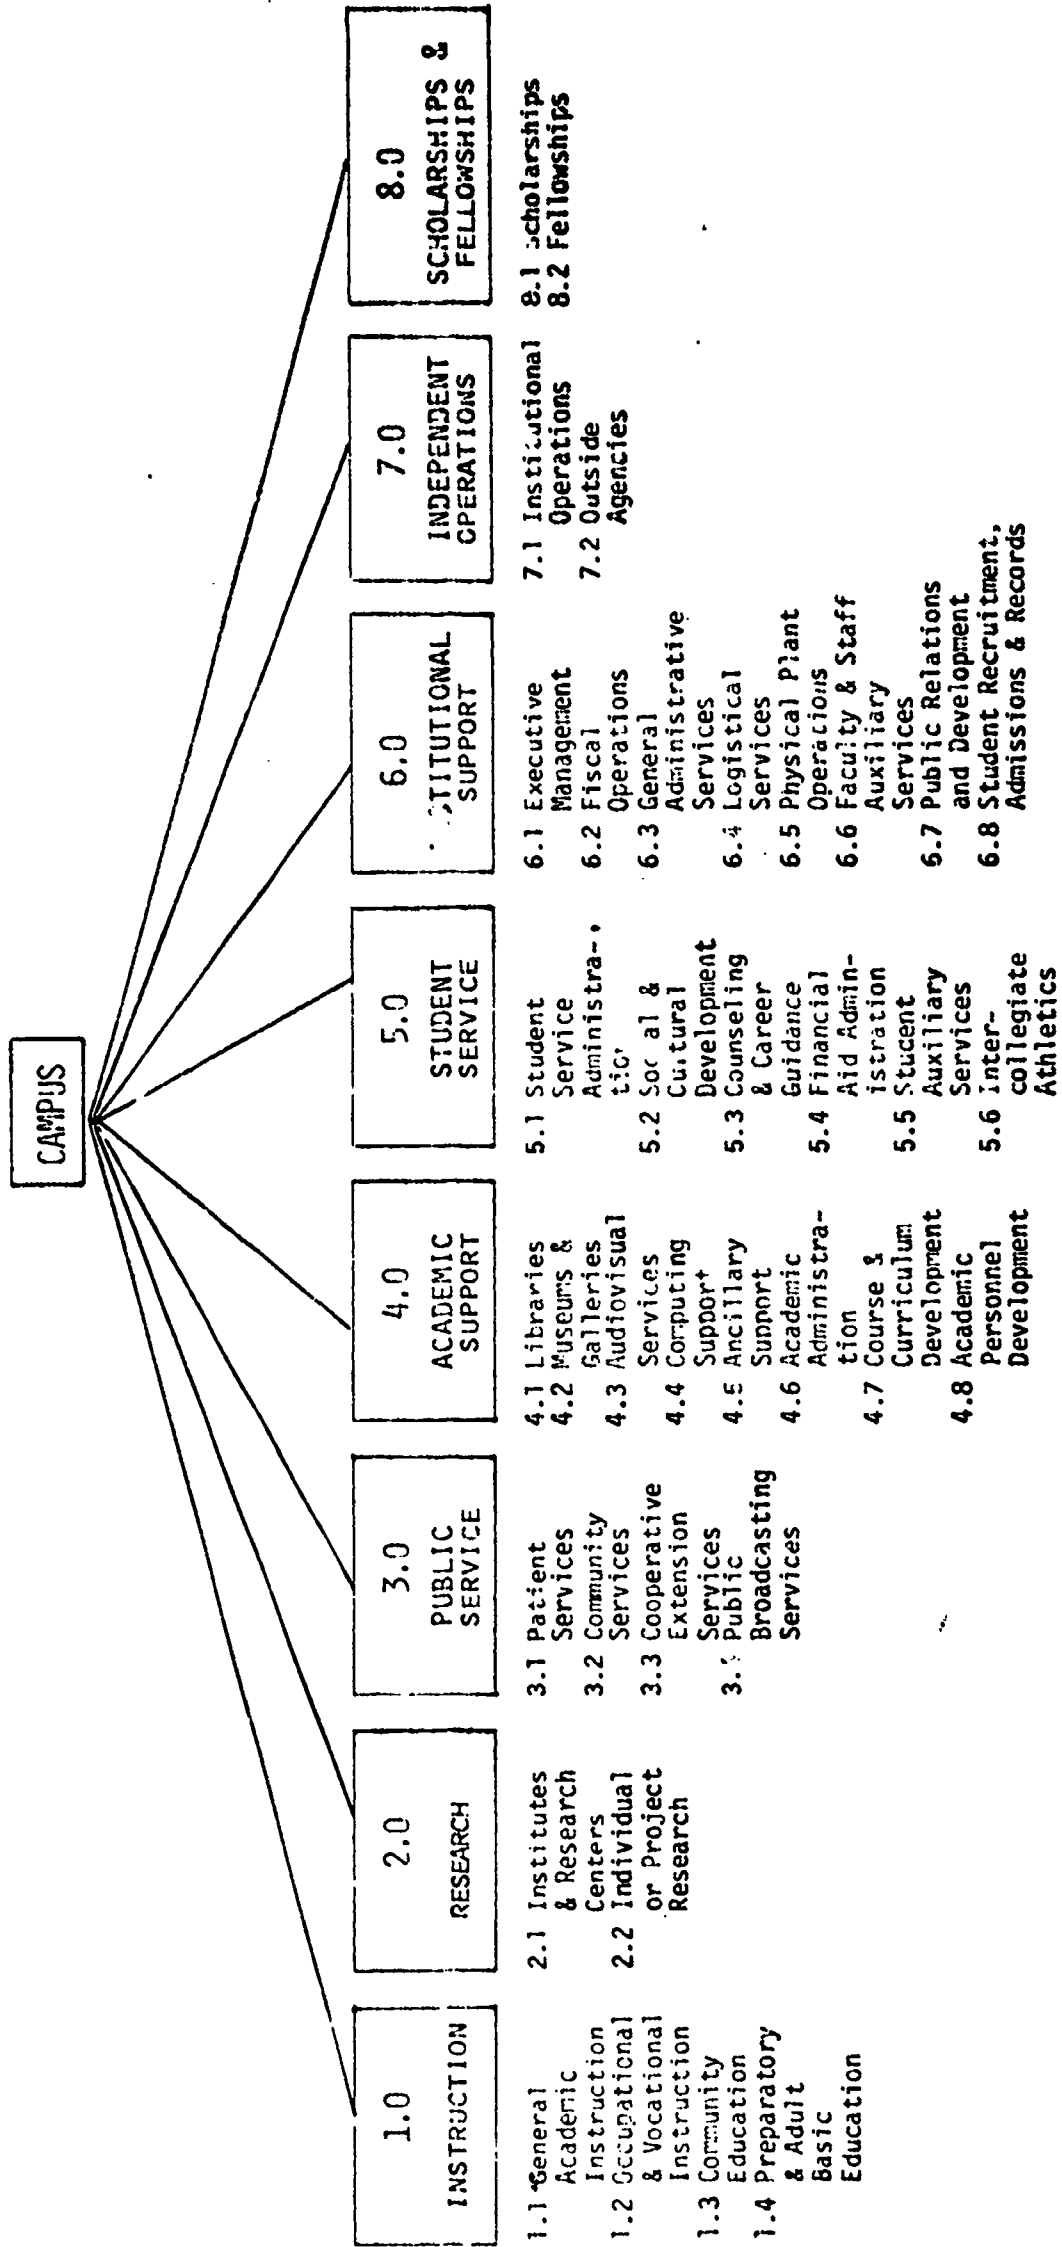 CAMPUS
1.0
INSTRUCTION
1.1 General
Academic
Instruction
1.2 Occupational
& Vocational
Instruction
1.3 Community
Education
1.4 Preparatory
& Adult
Basic
Education
2.0
RESEARCH
2.1 Institutes
& Research
Centers
2.2 Individual
or Project
Research
3.0
PUBLIC
SERVICE
3.1 Patient
Services
3.2 Community
Services
3.3 Cooperative
Extension
Services
Public
Broadcasting
Services
4.0
ACADEMIC
SUPPORT
4.1 Libraries
4.2 Museums &
Galleries
4.3 Audiovisual
Services
4.4 Computing
Support
4.5 Ancillary
Support
4.6 Academic
Administra-
tion
4.7 Course &
Curriculum
Development
4.8 Academic
Personnel
Development
5.0
STUDENT
SERVICE
5.1 Student
Service
Administra-
5.2 Social &
Cultural
Development
5.3 Counseling
& Career
Guidance
5.4 Financial
Aid Admin-
istration
5.5 Student
Auxiliary
Services
5.6 Inter-
collegiate
Athletics
6.0
TITUTIONAL
SUPPORT
6.1 Executive
Management
6.2 Fiscal
Operations
6.3 General
Administrative
Services
6.4 Logistical
Services
6.5 Physical Plant
Operations
6.6 Faculty & Staff
Auxiliary
Services
6.7 Public Relations
and Development
6.8 Student Recruitment,
Admissions & Records
7.0
INDEPENDENT
OPERATIONS
7.1 Institutional
Operations
7.2 Outside
Agencies
8.0
SCHOLARSHIPS &
FELLOWSHIPS
8.1 Scholarships
8.2 Fellowships